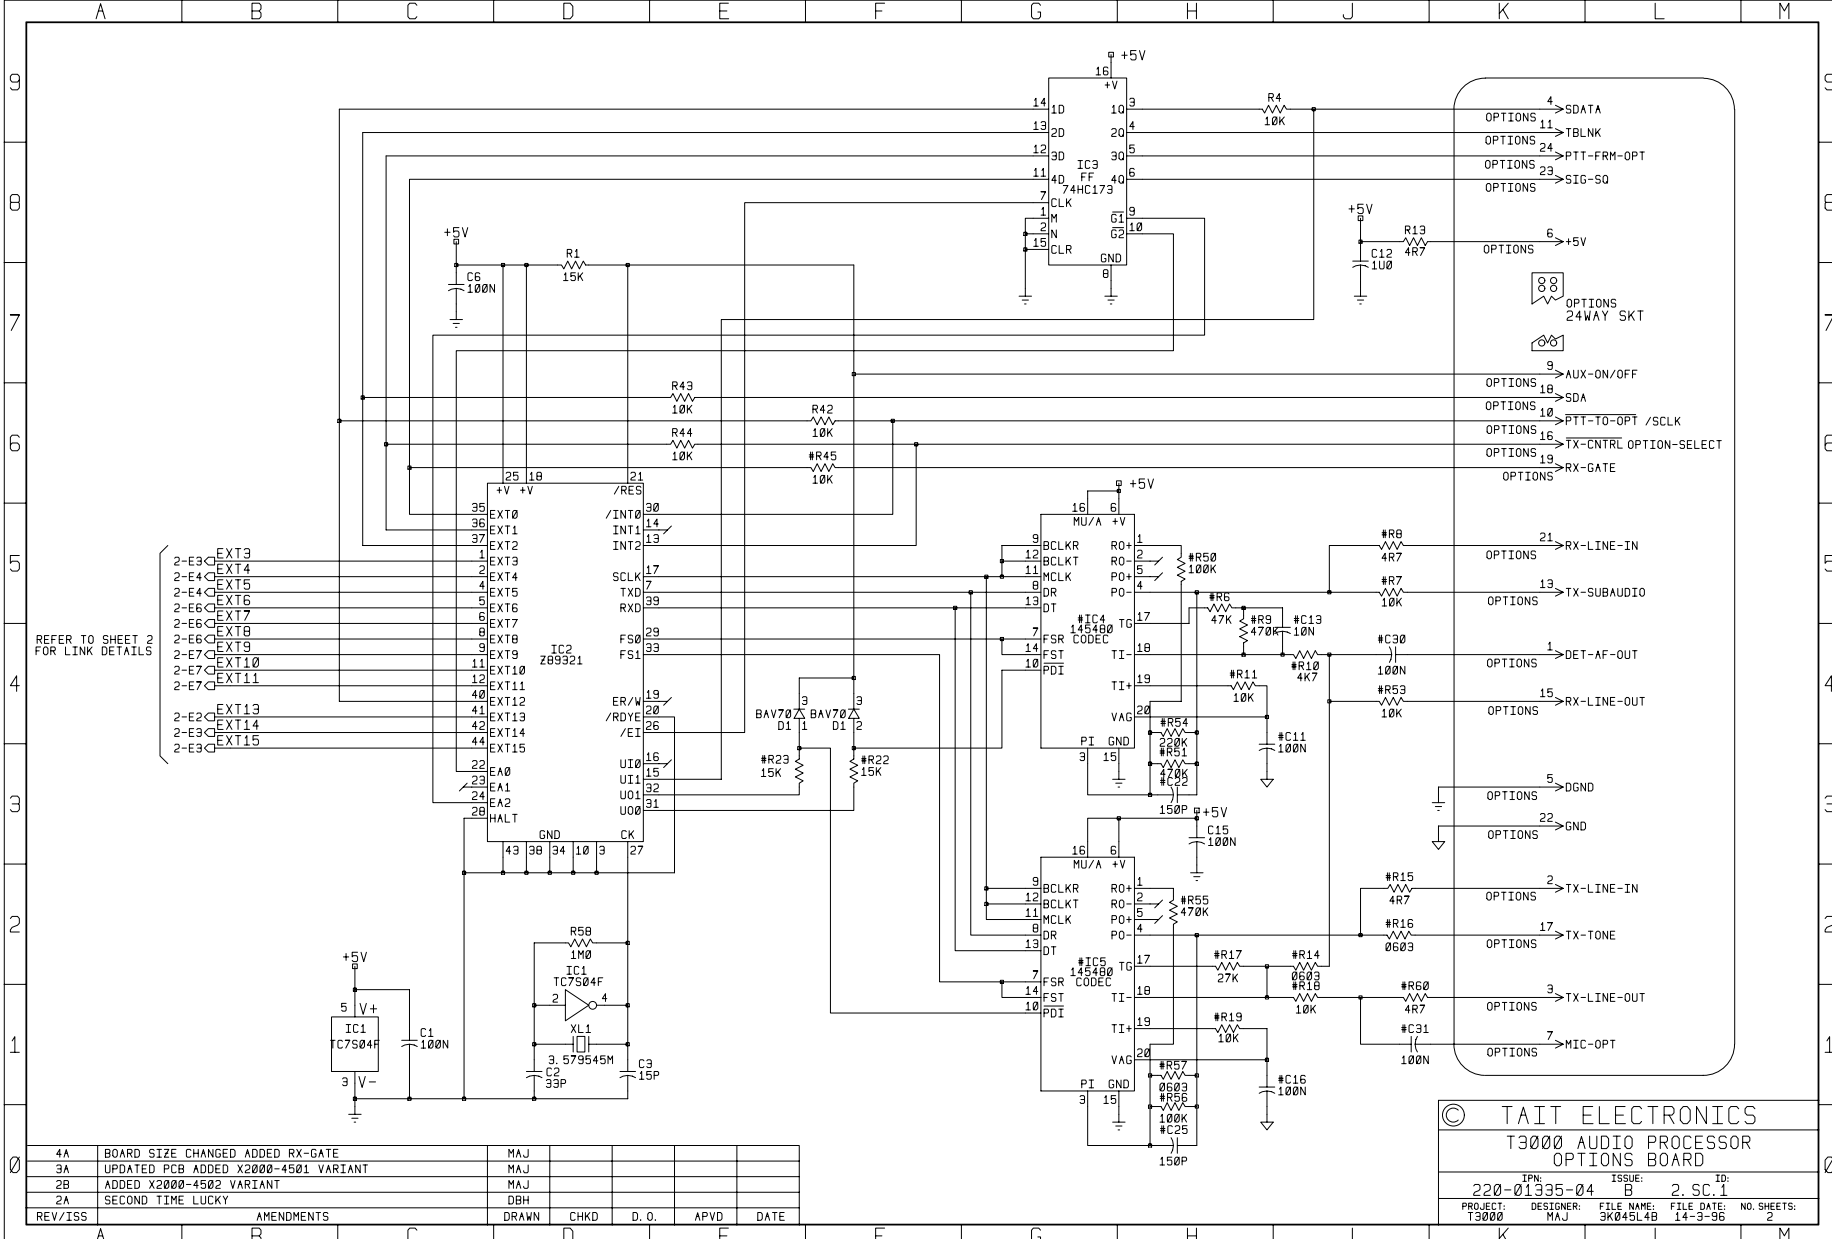 A B C D E F G H J K L M
9
8
7
6
5
4
3
2
1
0
+5V
16
+V
14 1D 1Q 3
13 2D 2Q 4
12 3D 3Q 5
11 4D 4Q 6
IC3
FF
74HC173
7 CLK
1 M G1 9
2 N G2 10
15 CLR
GND
8
R4
10K
4 SDATA
OPTIONS
11 TBLNK
OPTIONS
24 PTT-FRM-OPT
OPTIONS
23 SIG-SQ
OPTIONS
+5V
R13
4R7
C12
1U0
6 +5V
OPTIONS
OPTIONS
24WAY SKT
+5V
C6
100N
R1
15K
9 AUX-ON/OFF
OPTIONS
R43
10K
18 SDA
OPTIONS
R42
10K
10 PTT-TO-OPT /SCLK
OPTIONS
R44
10K
16 TX-CNTRL OPTION-SELECT
OPTIONS
#R45
10K
19 RX-GATE
OPTIONS
25 18 21
+V +V /RES
35 EXT0 /INT0 30
36 EXT1 INT1 14
37 EXT2 INT2 13
2-E3 EXT3 1 EXT3
2-E4 EXT4 2 EXT4 SCLK 17
2-E4 EXT5 4 EXT5 TXD 7
2-E6 EXT6 5 EXT6 RXD 39
2-E6 EXT7 6 EXT7
2-E6 EXT8 8 EXT8 FS0 29
2-E7 EXT9 9 EXT9 FS1 33
2-E7 EXT10 11 EXT10
2-E7 EXT11 12 EXT11
40 EXT12 ER/W 19
2-E2 EXT13 41 EXT13 /RDYE 20
2-E3 EXT14 42 EXT14 /EI 26
2-E3 EXT15 44 EXT15
REFER TO SHEET 2
FOR LINK DETAILS
IC2
Z89321
UI0 16
22 EA0 UI1 15
23 EA1 UO1 32
24 EA2 UO0 31
28 HALT
GND CK
43 38 34 10 3 27
BAV70
D1
3
1
BAV70
D1
3
2
#R23
15K
#R22
15K
+5V
16 6
MU/A +V
9 BCLKR RO+ 1
12 BCLKT RO- 2
11 MCLK PO+ 5
8 DR PO- 4
13 DT
#IC4
145480
CODEC
TG 17
7 FSR
14 FST TI- 18
10 PDI
TI+ 19
VAG 20
PI GND
3 15
#R50
100K
#R6
47K
#R9
470K
#C13
10N
#R10
4K7
#R11
10K
#R54
220K
#R51
470K
#C22
150P
#C11
100N
#R8
4R7
#R7
10K
#C30
100N
#R53
10K
21 RX-LINE-IN
OPTIONS
13 TX-SUBAUDIO
OPTIONS
1 DET-AF-OUT
OPTIONS
15 RX-LINE-OUT
OPTIONS
5 DGND
OPTIONS
22 GND
OPTIONS
+5V
C15
100N
16 6
MU/A +V
9 BCLKR RO+ 1
12 BCLKT RO- 2
11 MCLK PO+ 5
8 DR PO- 4
13 DT
#IC5
145480
CODEC
TG 17
7 FSR
14 FST TI- 18
10 PDI
TI+ 19
VAG 20
PI GND
3 15
#R55
470K
#R17
27K
#R14
0603
#R18
10K
#R19
10K
#R57
0603
#R56
100K
#C25
150P
#C16
100N
#R15
4R7
#R16
0603
#R60
4R7
#C31
100N
2 TX-LINE-IN
OPTIONS
17 TX-TONE
OPTIONS
3 TX-LINE-OUT
OPTIONS
7 MIC-OPT
OPTIONS
+5V
5 V+
IC1
TC7S04F
3 V-
C1
100N
R58
1M0
IC1
TC7S04F
2 4
XL1
3.579545M
C2
33P
C3
15P
4A BOARD SIZE CHANGED ADDED RX-GATE MAJ
3A UPDATED PCB ADDED X2000-4501 VARIANT MAJ
2B ADDED X2000-4502 VARIANT MAJ
2A SECOND TIME LUCKY DBH
REV/ISS AMENDMENTS DRAWN CHKD D.O. APVD DATE
© TAIT ELECTRONICS
T3000 AUDIO PROCESSOR
OPTIONS BOARD
IPN: ISSUE: ID:
220-01335-04 B 2.SC.1
PROJECT: DESIGNER: FILE NAME: FILE DATE: NO.SHEETS:
T3000 MAJ 3K045L4B 14-3-96 2
A B C D E F G H J K L M